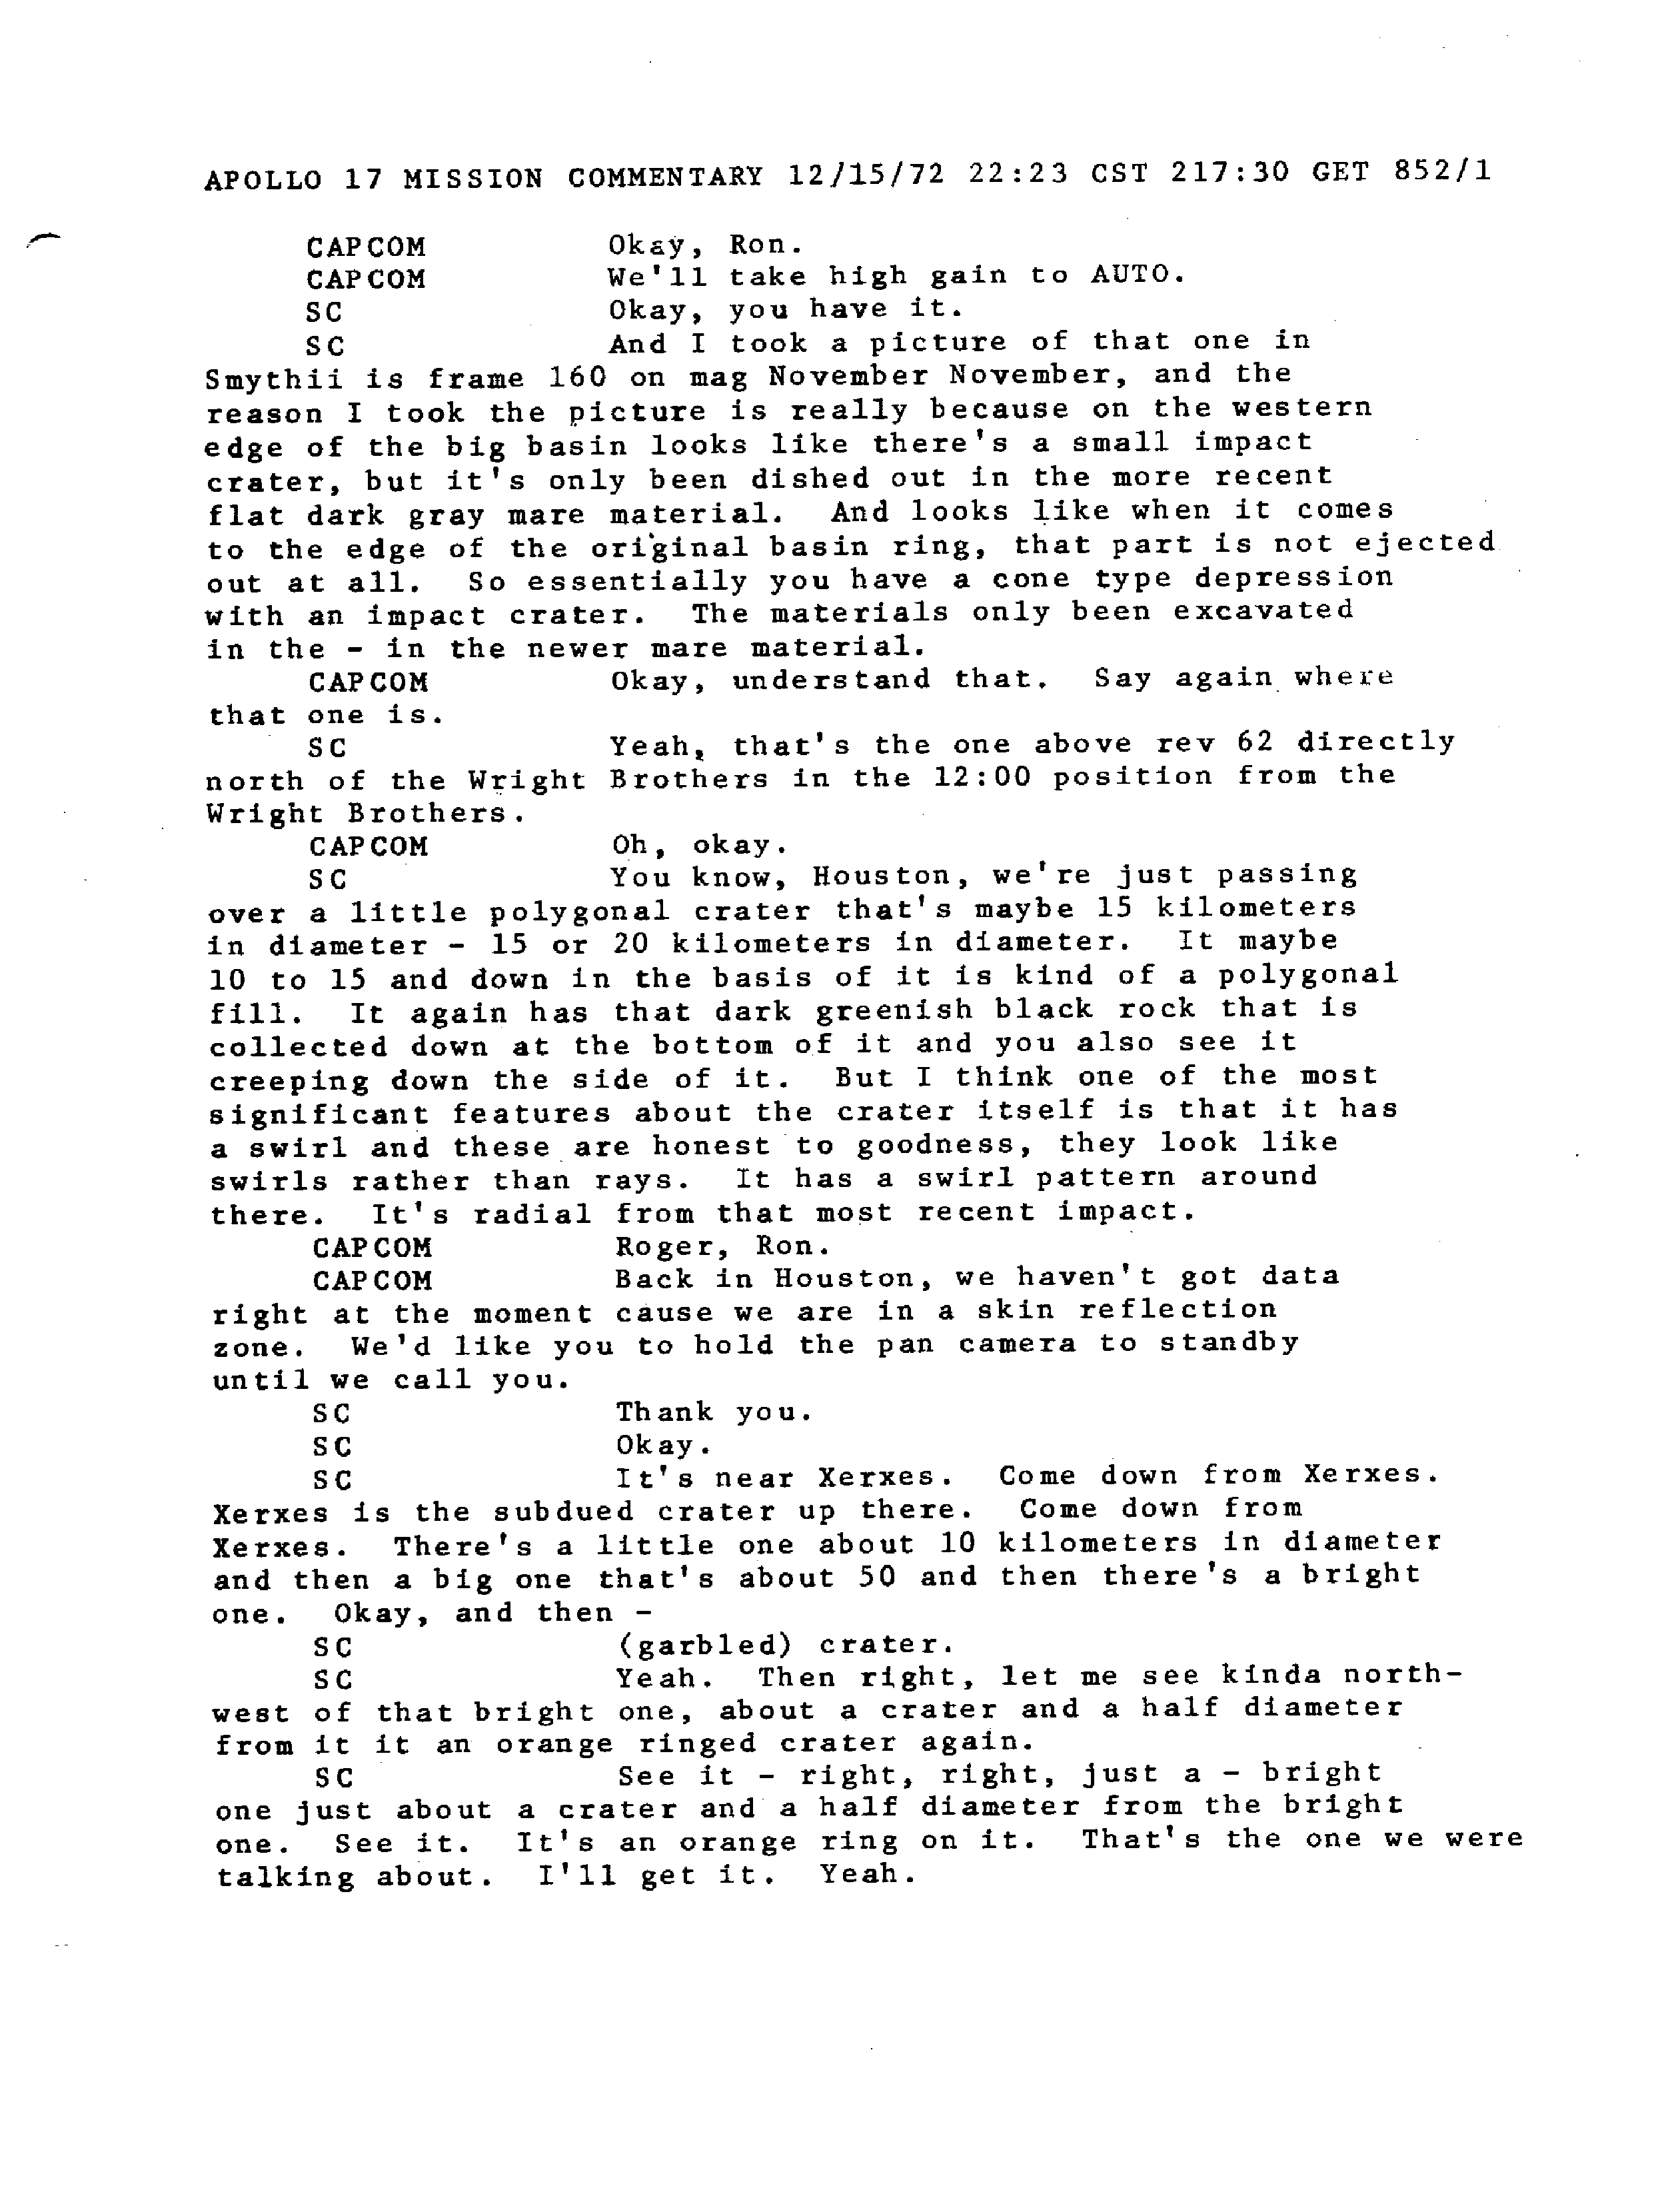 APOLLO 17 MISSION COMMENTARY 12/15/72 22:23 CST 217:30 GET 852/1
CAPCOM Okay, Ron.
CAPCOM We'll take high gain to AUTO.
SC Okay, you have it.
SC And I took a picture of that one in
Smythii is frame 160 on mag November November, and the
reason I took the picture is really because on the western
edge of the big basin looks like there's a small impact
crater, but it's only been dished out in the more recent
flat dark gray mare material. And looks like when it comes
to the edge of the original basin ring, that part is not ejected
out at all. So essentially you have a cone type depression
with an impact crater. The materials only been excavated
in the - in the newer mare material.
CAPCOM Okay, understand that. Say again where
that one is.
SC Yeah, that's the one above rev 62 directly
north of the Wright Brothers in the 12:00 position from the
Wright Brothers.
CAPCOM Oh, okay.
SC You know, Houston, we're just passing
over a little polygonal crater that's maybe 15 kilometers
in diameter - 15 or 20 kilometers in diameter. It maybe
10 to 15 and down in the basis of it is kind of a polygonal
fill. It again has that dark greenish black rock that is
collected down at the bottom of it and you also see it
creeping down the side of it. But I think one of the most
significant features about the crater itself is that it has
a swirl and these are honest to goodness, they look like
swirls rather than rays. It has a swirl pattern around
there. It's radial from that most recent impact.
CAPCOM Roger, Ron.
CAPCOM Back in Houston, we haven't got data
right at the moment cause we are in a skin reflection
zone. We'd like you to hold the pan camera to standby
until we call you.
SC Thank you.
SC Okay.
SC It's near Xerxes. Come down from Xerxes.
Xerxes is the subdued crater up there. Come down from
Xerxes. There's a little one about 10 kilometers in diameter
and then a big one that's about 50 and then there's a bright
one. Okay, and then -
SC (garbled) crater.
SC Yeah. Then right, let me see kinda north-
west of that bright one, about a crater and a half diameter
from it it an orange ringed crater again.
SC See it - right, right, just a - bright
one just about a crater and a half diameter from the bright
one. See it. It's an orange ring on it. That's the one we were
talking about. I'll get it. Yeah.